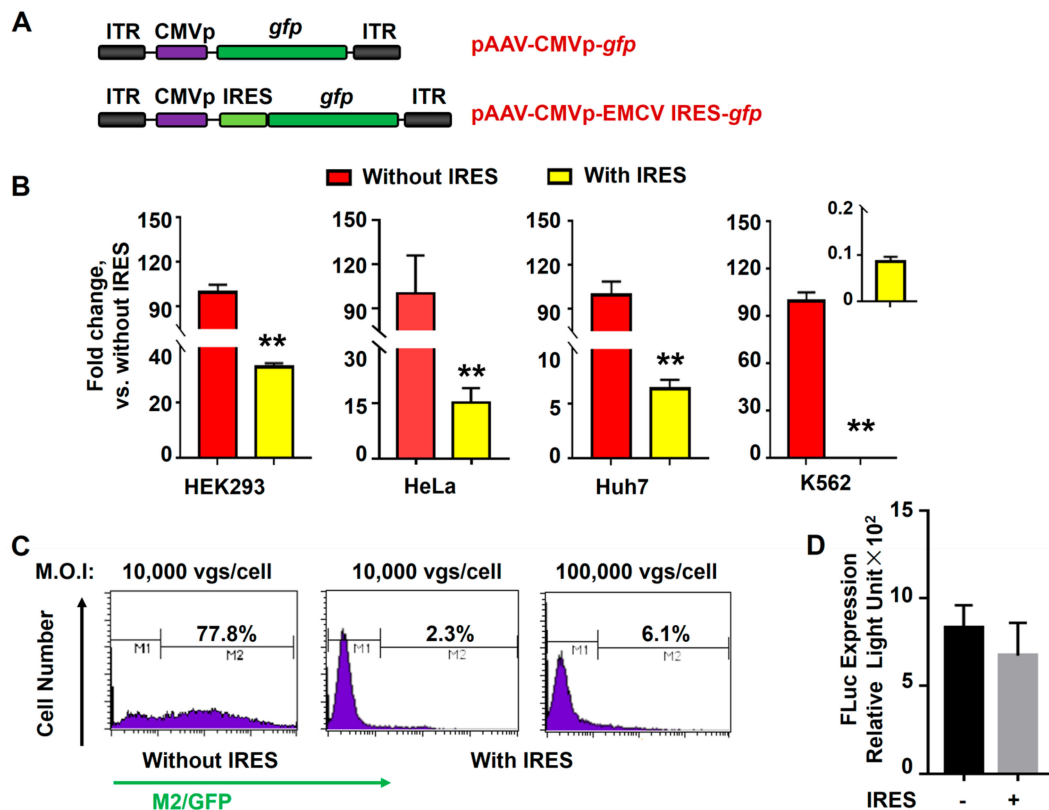 A
ITR CMVp gfp ITR
pAAV-CMVp-gfp
ITR CMVp IRES gfp ITR
pAAV-CMVp-EMCV IRES-gfp
B
Without IRES With IRES
Fold change,
vs. without IRES
150
120
90
40
20
0
**
HEK293
150
120
90
30
15
0
**
HeLa
150
120
90
10
5
0
**
Huh7
150
120
90
60
30
0
**
0.2
0.1
0
K562
C
M.O.I: 10,000 vgs/cell 10,000 vgs/cell 100,000 vgs/cell
Cell Number
77.8%
M1
M2
2.3%
M1
M2
6.1%
M1
M2
Without IRES With IRES
M2/GFP
D
FLuc Expression
Relative Light Unit×10²
15
10
5
0
IRES - +